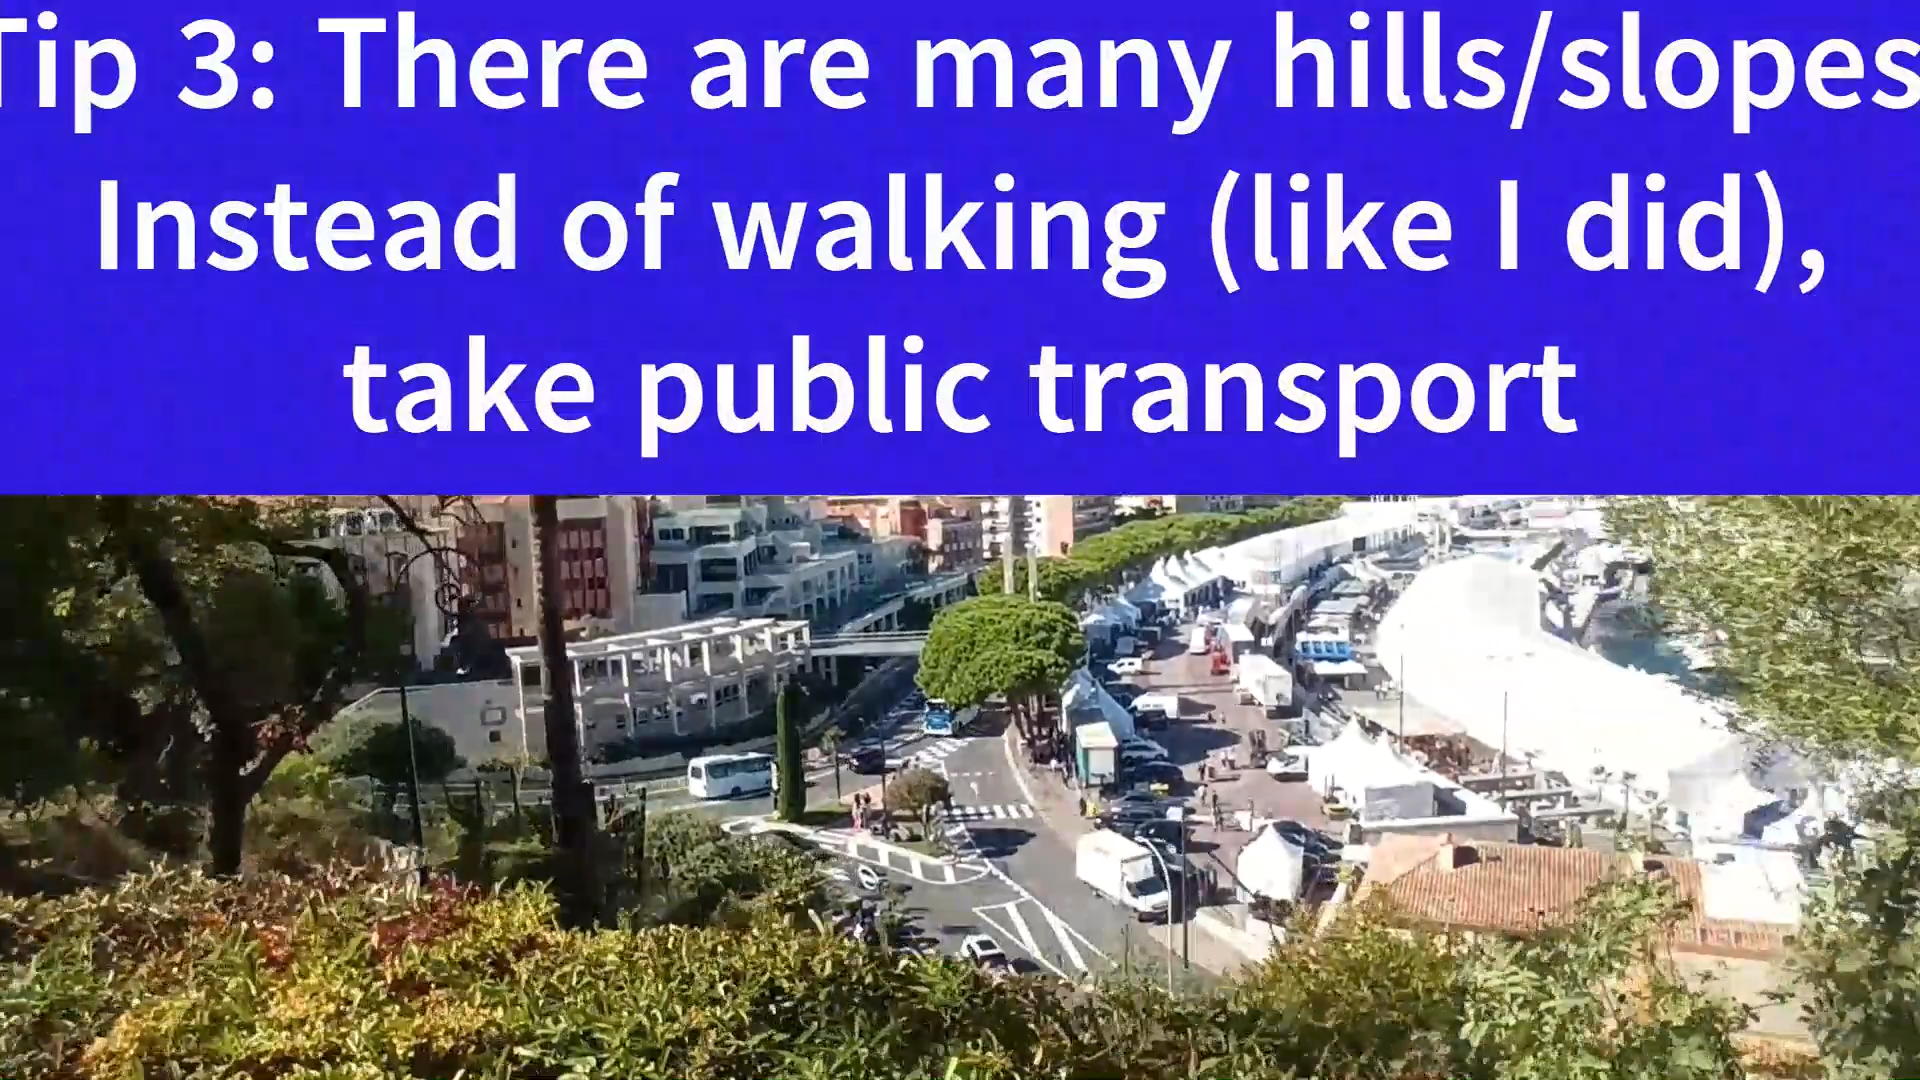 Tip 3: There are many hills/slopes
Instead of walking (like I did),
take public transport